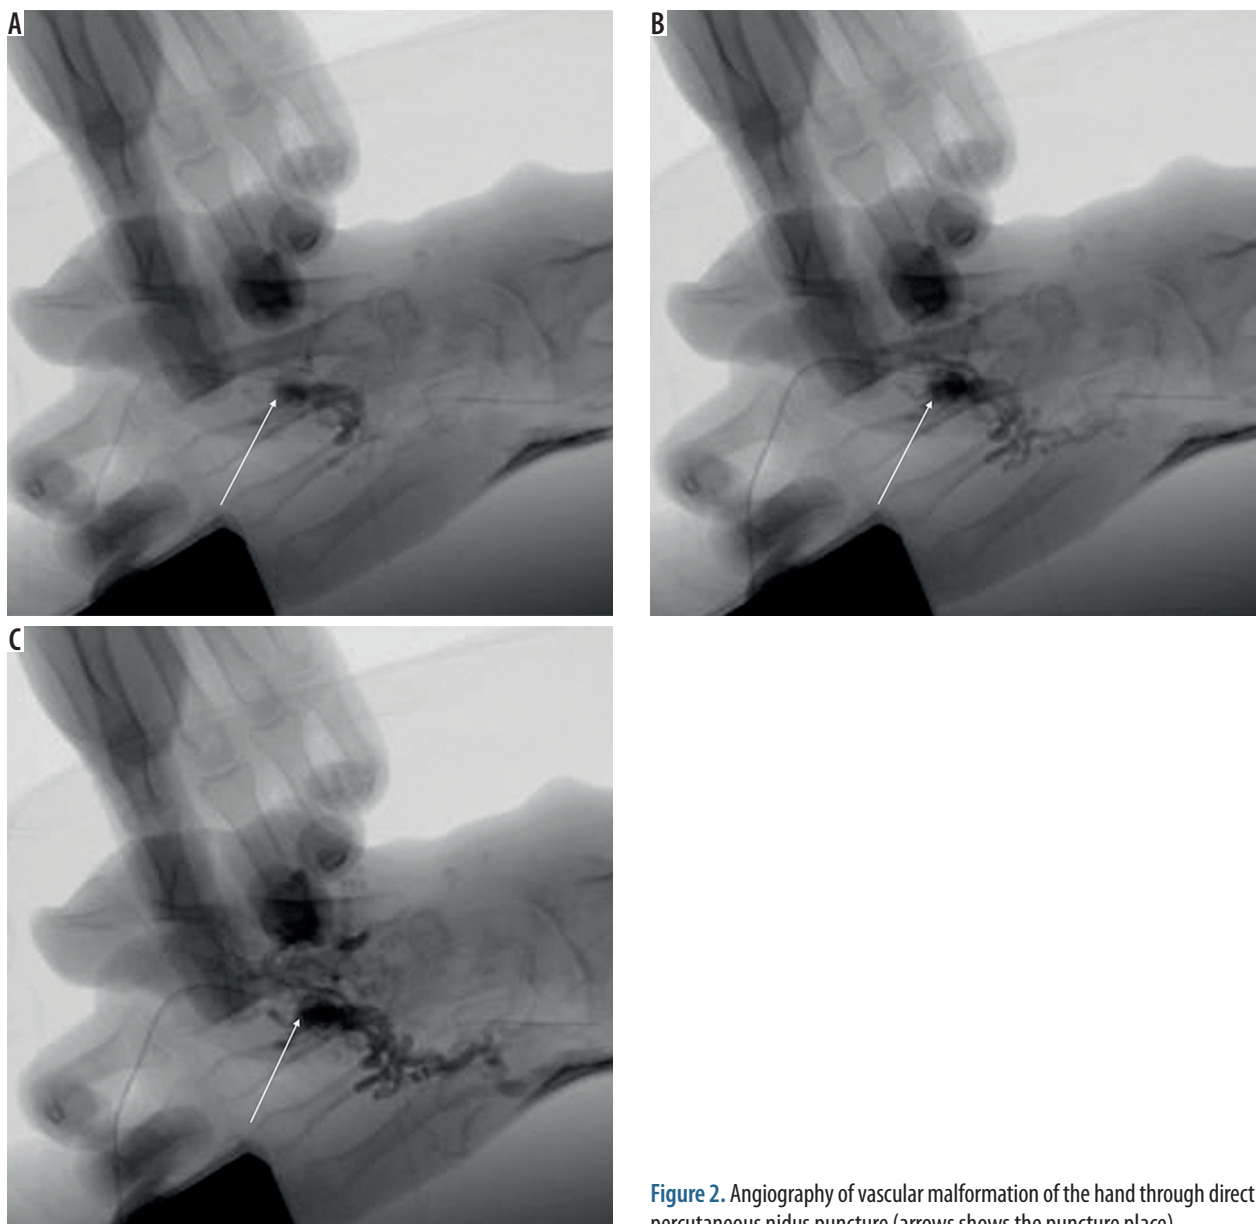 A
B
C
Figure 2. Angiography of vascular malformation of the hand through direct
percutaneous nidus puncture (arrows shows the puncture place)